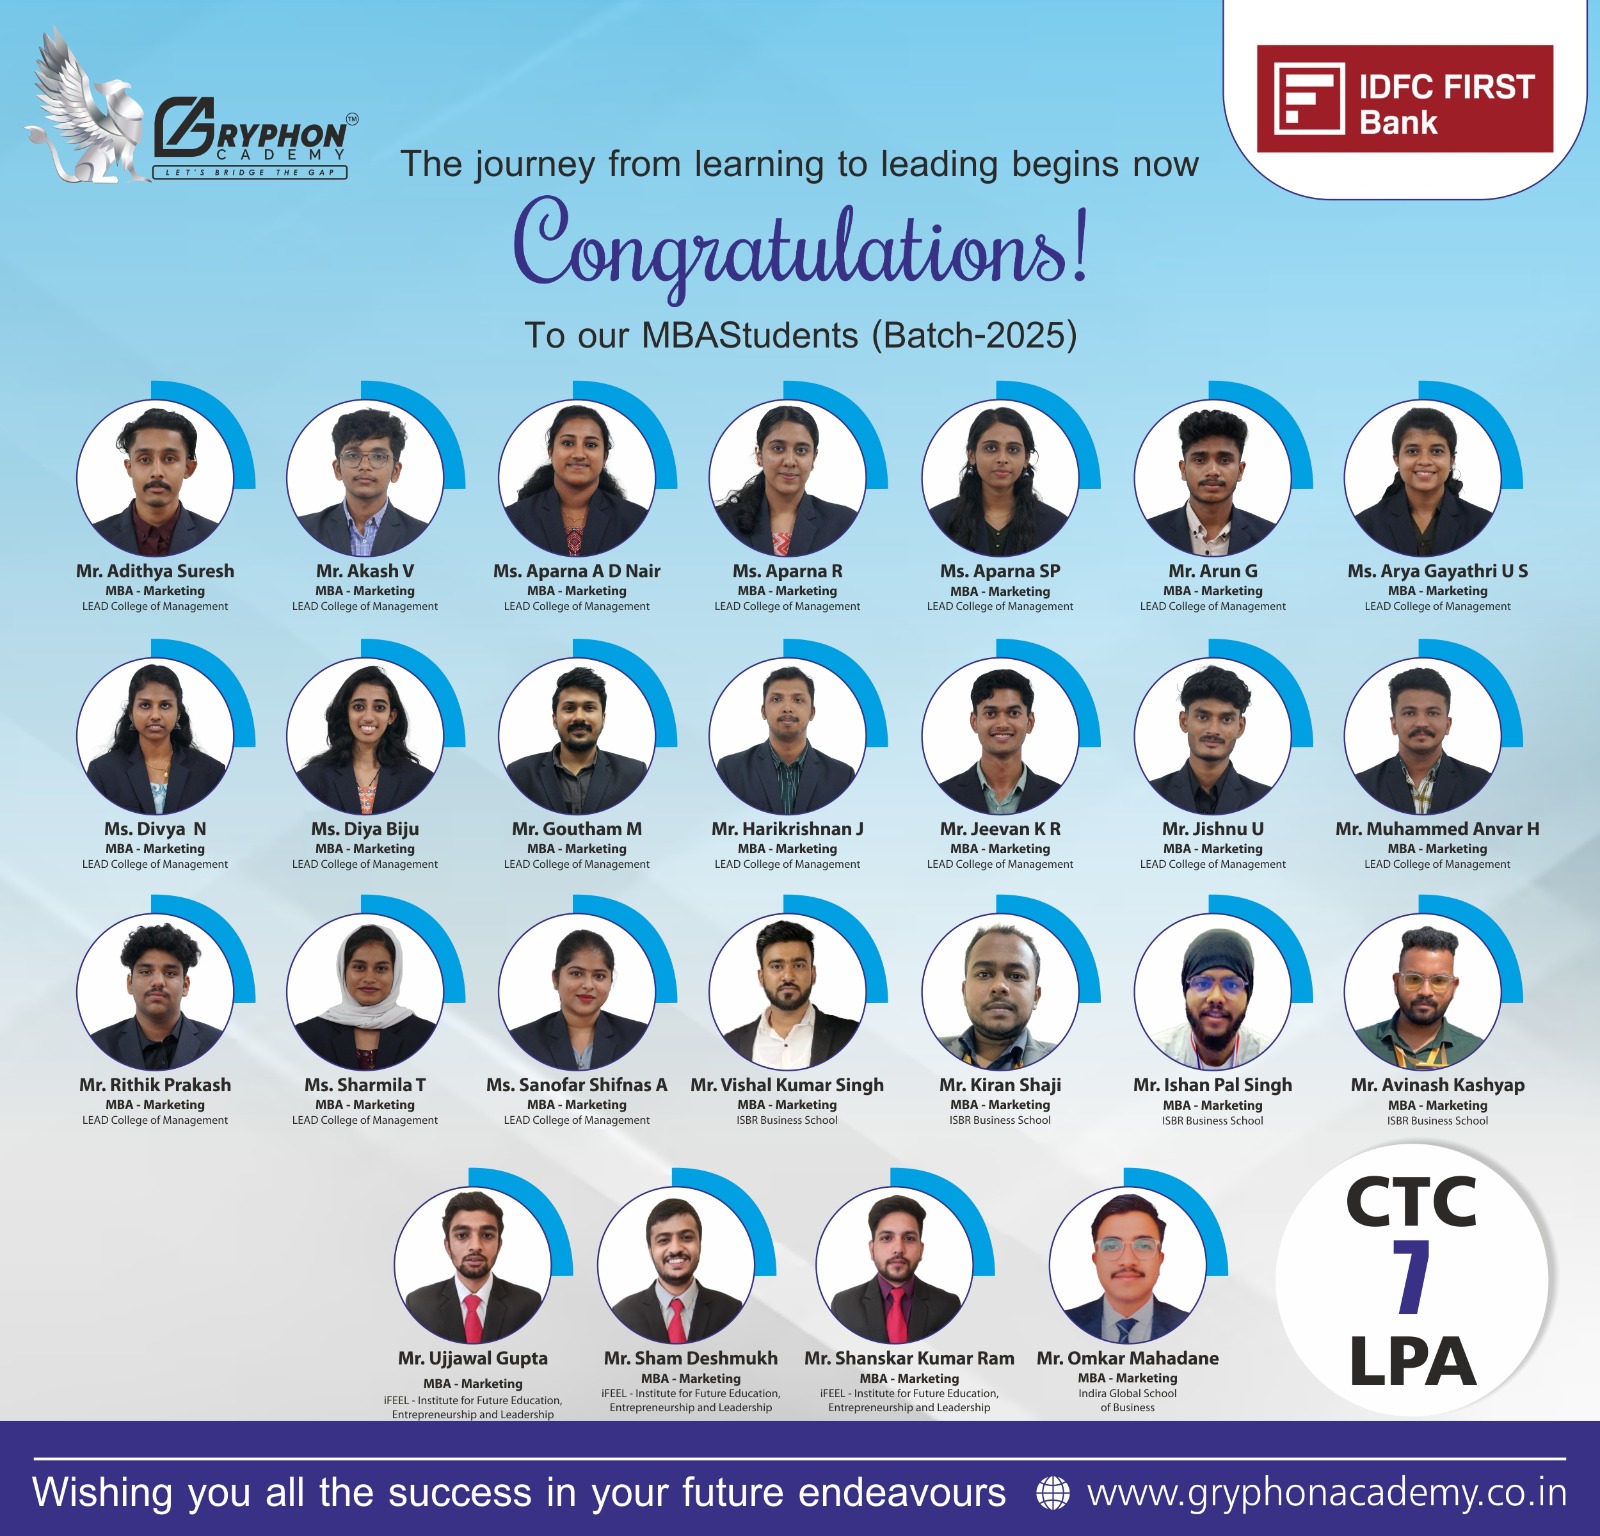 GRYPHON TM
ACADEMY
LET'S BRIDGE THE GAP
IDFC FIRST
Bank
The journey from learning to leading begins now
Congratulations!
To our MBAStudents (Batch-2025)
Mr. Adithya Suresh
MBA - Marketing
LEAD College of Management
Mr. Akash V
MBA - Marketing
LEAD College of Management
Ms. Aparna A D Nair
MBA - Marketing
LEAD College of Management
Ms. Aparna R
MBA - Marketing
LEAD College of Management
Ms. Aparna SP
MBA - Marketing
LEAD College of Management
Mr. Arun G
MBA - Marketing
LEAD College of Management
Ms. Arya Gayathri U S
MBA - Marketing
LEAD College of Management
Ms. Divya N
MBA - Marketing
LEAD College of Management
Ms. Diya Biju
MBA - Marketing
LEAD College of Management
Mr. Goutham M
MBA - Marketing
LEAD College of Management
Mr. Harikrishnan J
MBA - Marketing
LEAD College of Management
Mr. Jeevan K R
MBA - Marketing
LEAD College of Management
Mr. Jishnu U
MBA - Marketing
LEAD College of Management
Mr. Muhammed Anvar H
MBA - Marketing
LEAD College of Management
Mr. Rithik Prakash
MBA - Marketing
LEAD College of Management
Ms. Sharmila T
MBA - Marketing
LEAD College of Management
Ms. Sanofar Shifnas A
MBA - Marketing
LEAD College of Management
Mr. Vishal Kumar Singh
MBA - Marketing
ISBR Business School
Mr. Kiran Shaji
MBA - Marketing
ISBR Business School
Mr. Ishan Pal Singh
MBA - Marketing
ISBR Business School
Mr. Avinash Kashyap
MBA - Marketing
ISBR Business School
Mr. Ujjawal Gupta
MBA - Marketing
iFEEL - Institute for Future Education,
Entrepreneurship and Leadership
Mr. Sham Deshmukh
MBA - Marketing
iFEEL - Institute for Future Education,
Entrepreneurship and Leadership
Mr. Shanskar Kumar Ram
MBA - Marketing
iFEEL - Institute for Future Education,
Entrepreneurship and Leadership
Mr. Omkar Mahadane
MBA - Marketing
Indira Global School
of Business
CTC
7
LPA
Wishing you all the success in your future endeavours
www.gryphonacademy.co.in